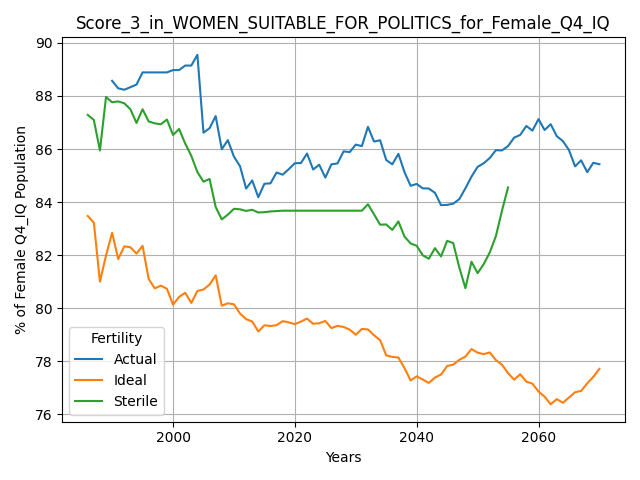 Score_3_in_WOMEN_SUITABLE_FOR_POLITICS_for_Female_Q4_IQ
% of Female Q4_IQ Population
90
88
86
84
82
80
78
76
Fertility
Actual
Ideal
Sterile
2000 2020 2040 2060
Years